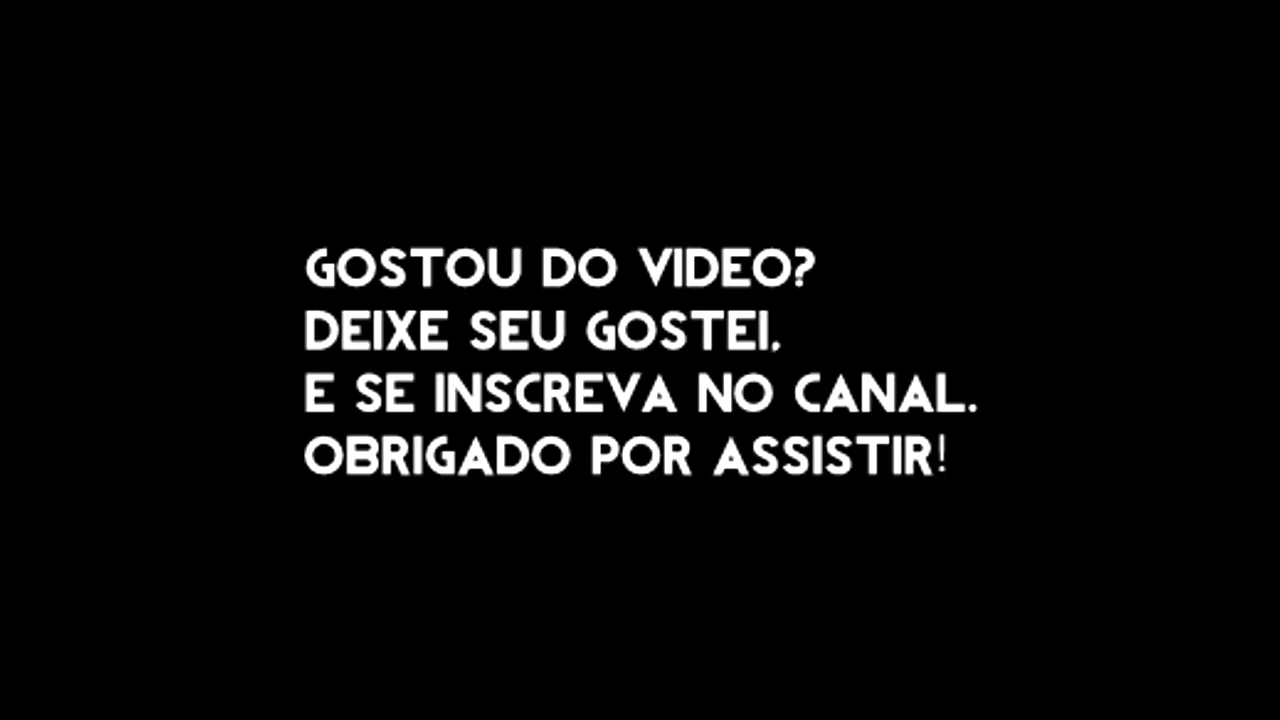 GOSTOU DO VIDEO?
DEIXE SEU GOSTEI,
E SE INSCREVA NO CANAL.
OBRIGADO POR ASSISTIR!